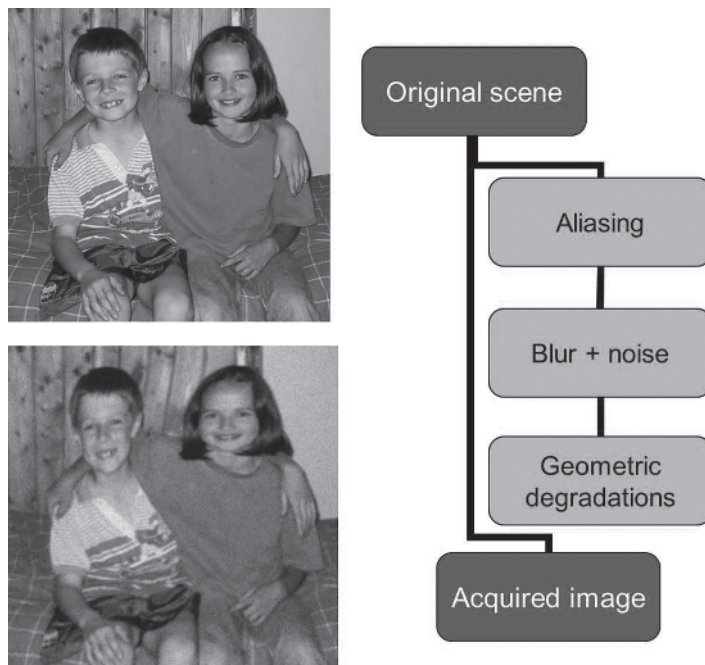 Original scene
Aliasing
Blur + noise
Geometric
degradations
Acquired image